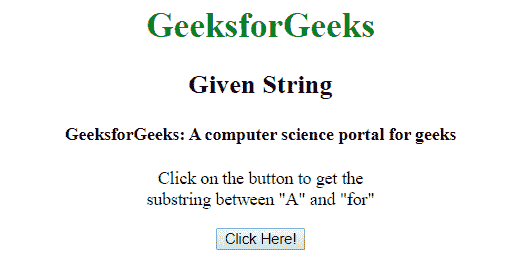 GeeksforGeeks
Given String
GeeksforGeeks: A computer science portal for geeks
Click on the button to get the
substring between "A" and "for"
Click Here!